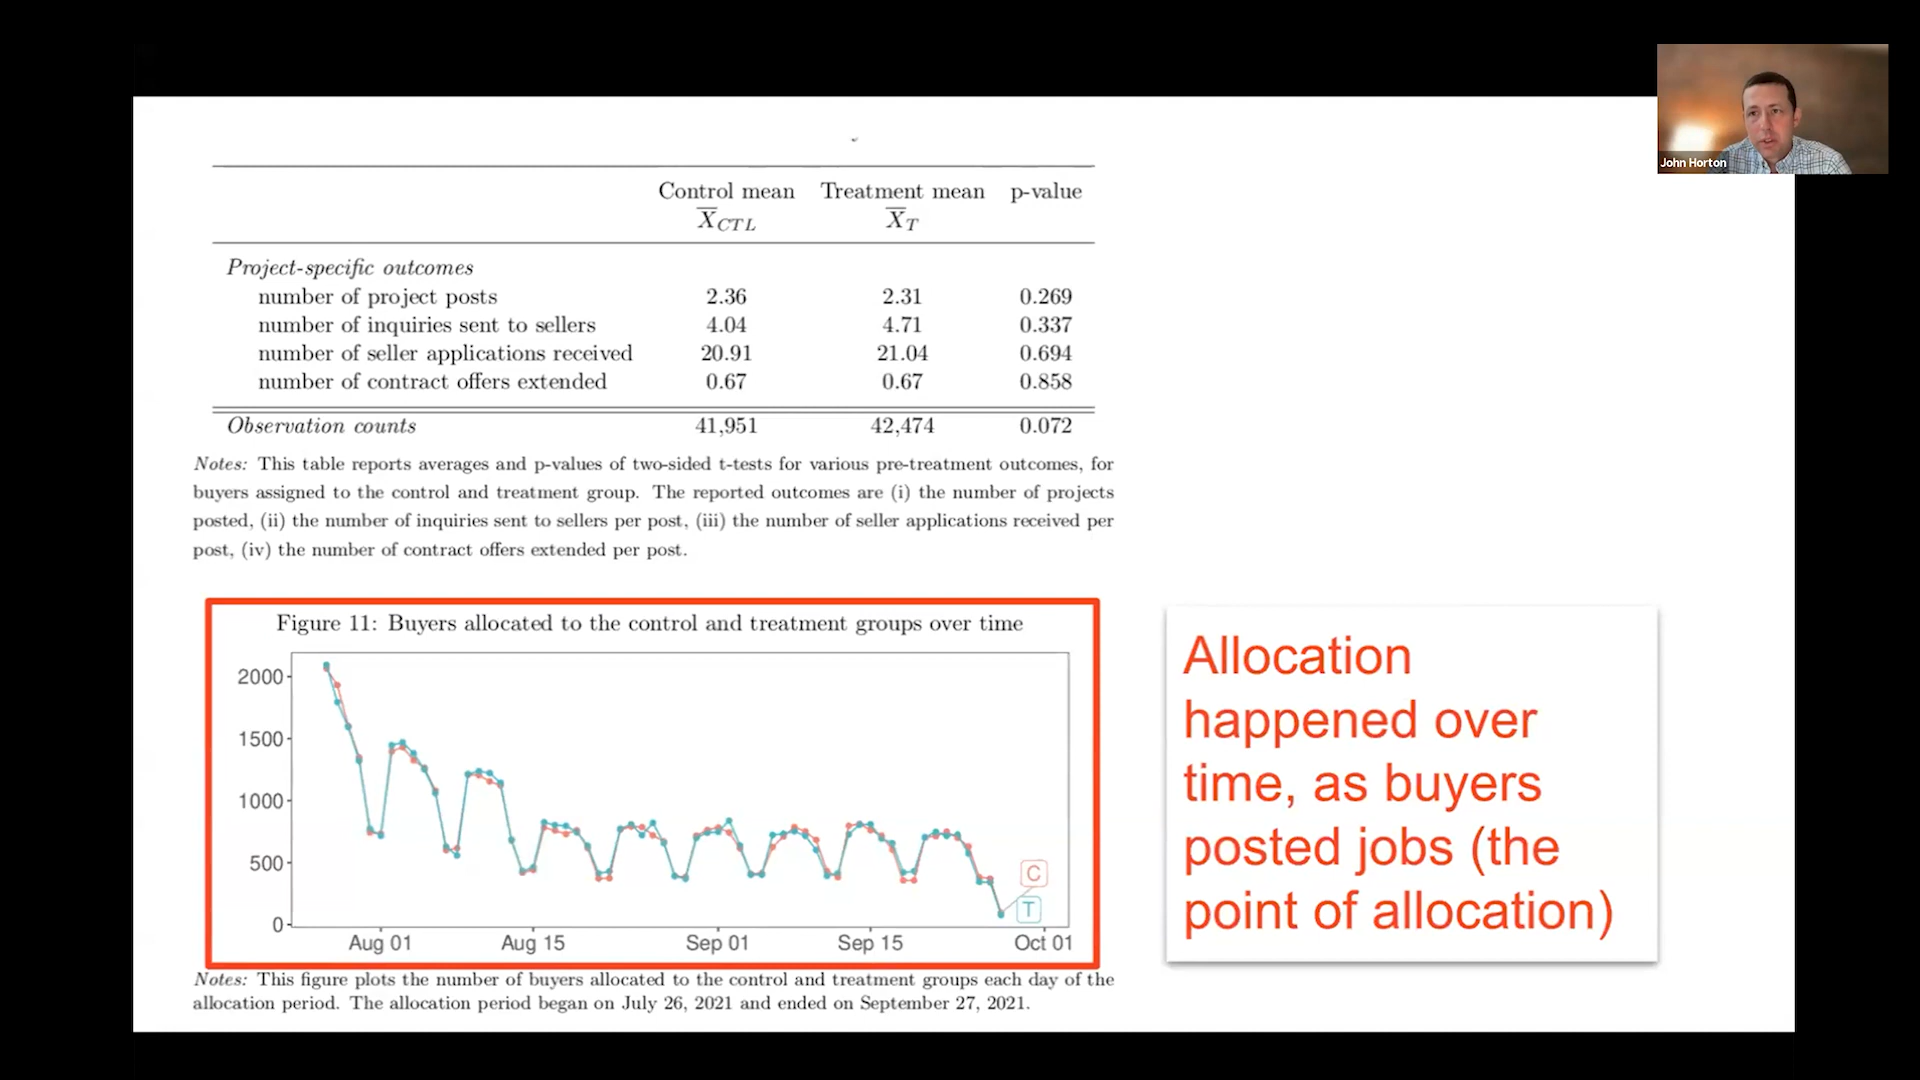 John Horton
Control mean Treatment mean p-value
X̅CTL X̅T
Project-specific outcomes
number of project posts 2.36 2.31 0.269
number of inquiries sent to sellers 4.04 4.71 0.337
number of seller applications received 20.91 21.04 0.694
number of contract offers extended 0.67 0.67 0.858
Observation counts 41,951 42,474 0.072
Notes: This table reports averages and p-values of two-sided t-tests for various pre-treatment outcomes, for
buyers assigned to the control and treatment group. The reported outcomes are (i) the number of projects
posted, (ii) the number of inquiries sent to sellers per post, (iii) the number of seller applications received per
post, (iv) the number of contract offers extended per post.
Figure 11: Buyers allocated to the control and treatment groups over time
2000
1500
1000
500
0
C
T
Aug 01 Aug 15 Sep 01 Sep 15 Oct 01
Notes: This figure plots the number of buyers allocated to the control and treatment groups each day of the
allocation period. The allocation period began on July 26, 2021 and ended on September 27, 2021.
Allocation
happened over
time, as buyers
posted jobs (the
point of allocation)